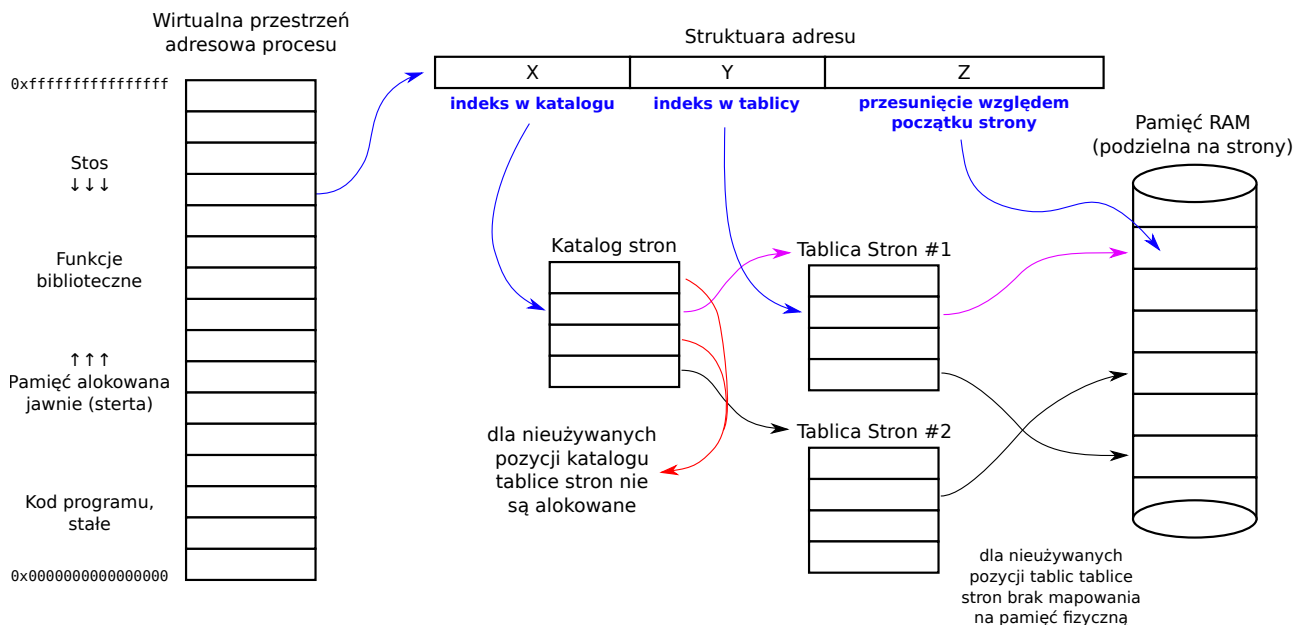 Wirtualna przestrzeń
adresowa procesu
0xffffffffffffffff
Stos
↓↓↓
Funkcje
biblioteczne
↑↑↑
Pamięć alokowana
jawnie (sterta)
Kod programu,
stałe
0x0000000000000000
Struktuara adresu
X
Y
Z
indeks w katalogu
indeks w tablicy
przesunięcie względem
początku strony
Pamięć RAM
(podzielna na strony)
Katalog stron
Tablica Stron #1
dla nieużywanych
pozycji katalogu
tablice stron nie
są alokowane
Tablica Stron #2
dla nieużywanych
pozycji tablic tablice
stron brak mapowania
na pamięć fizyczną